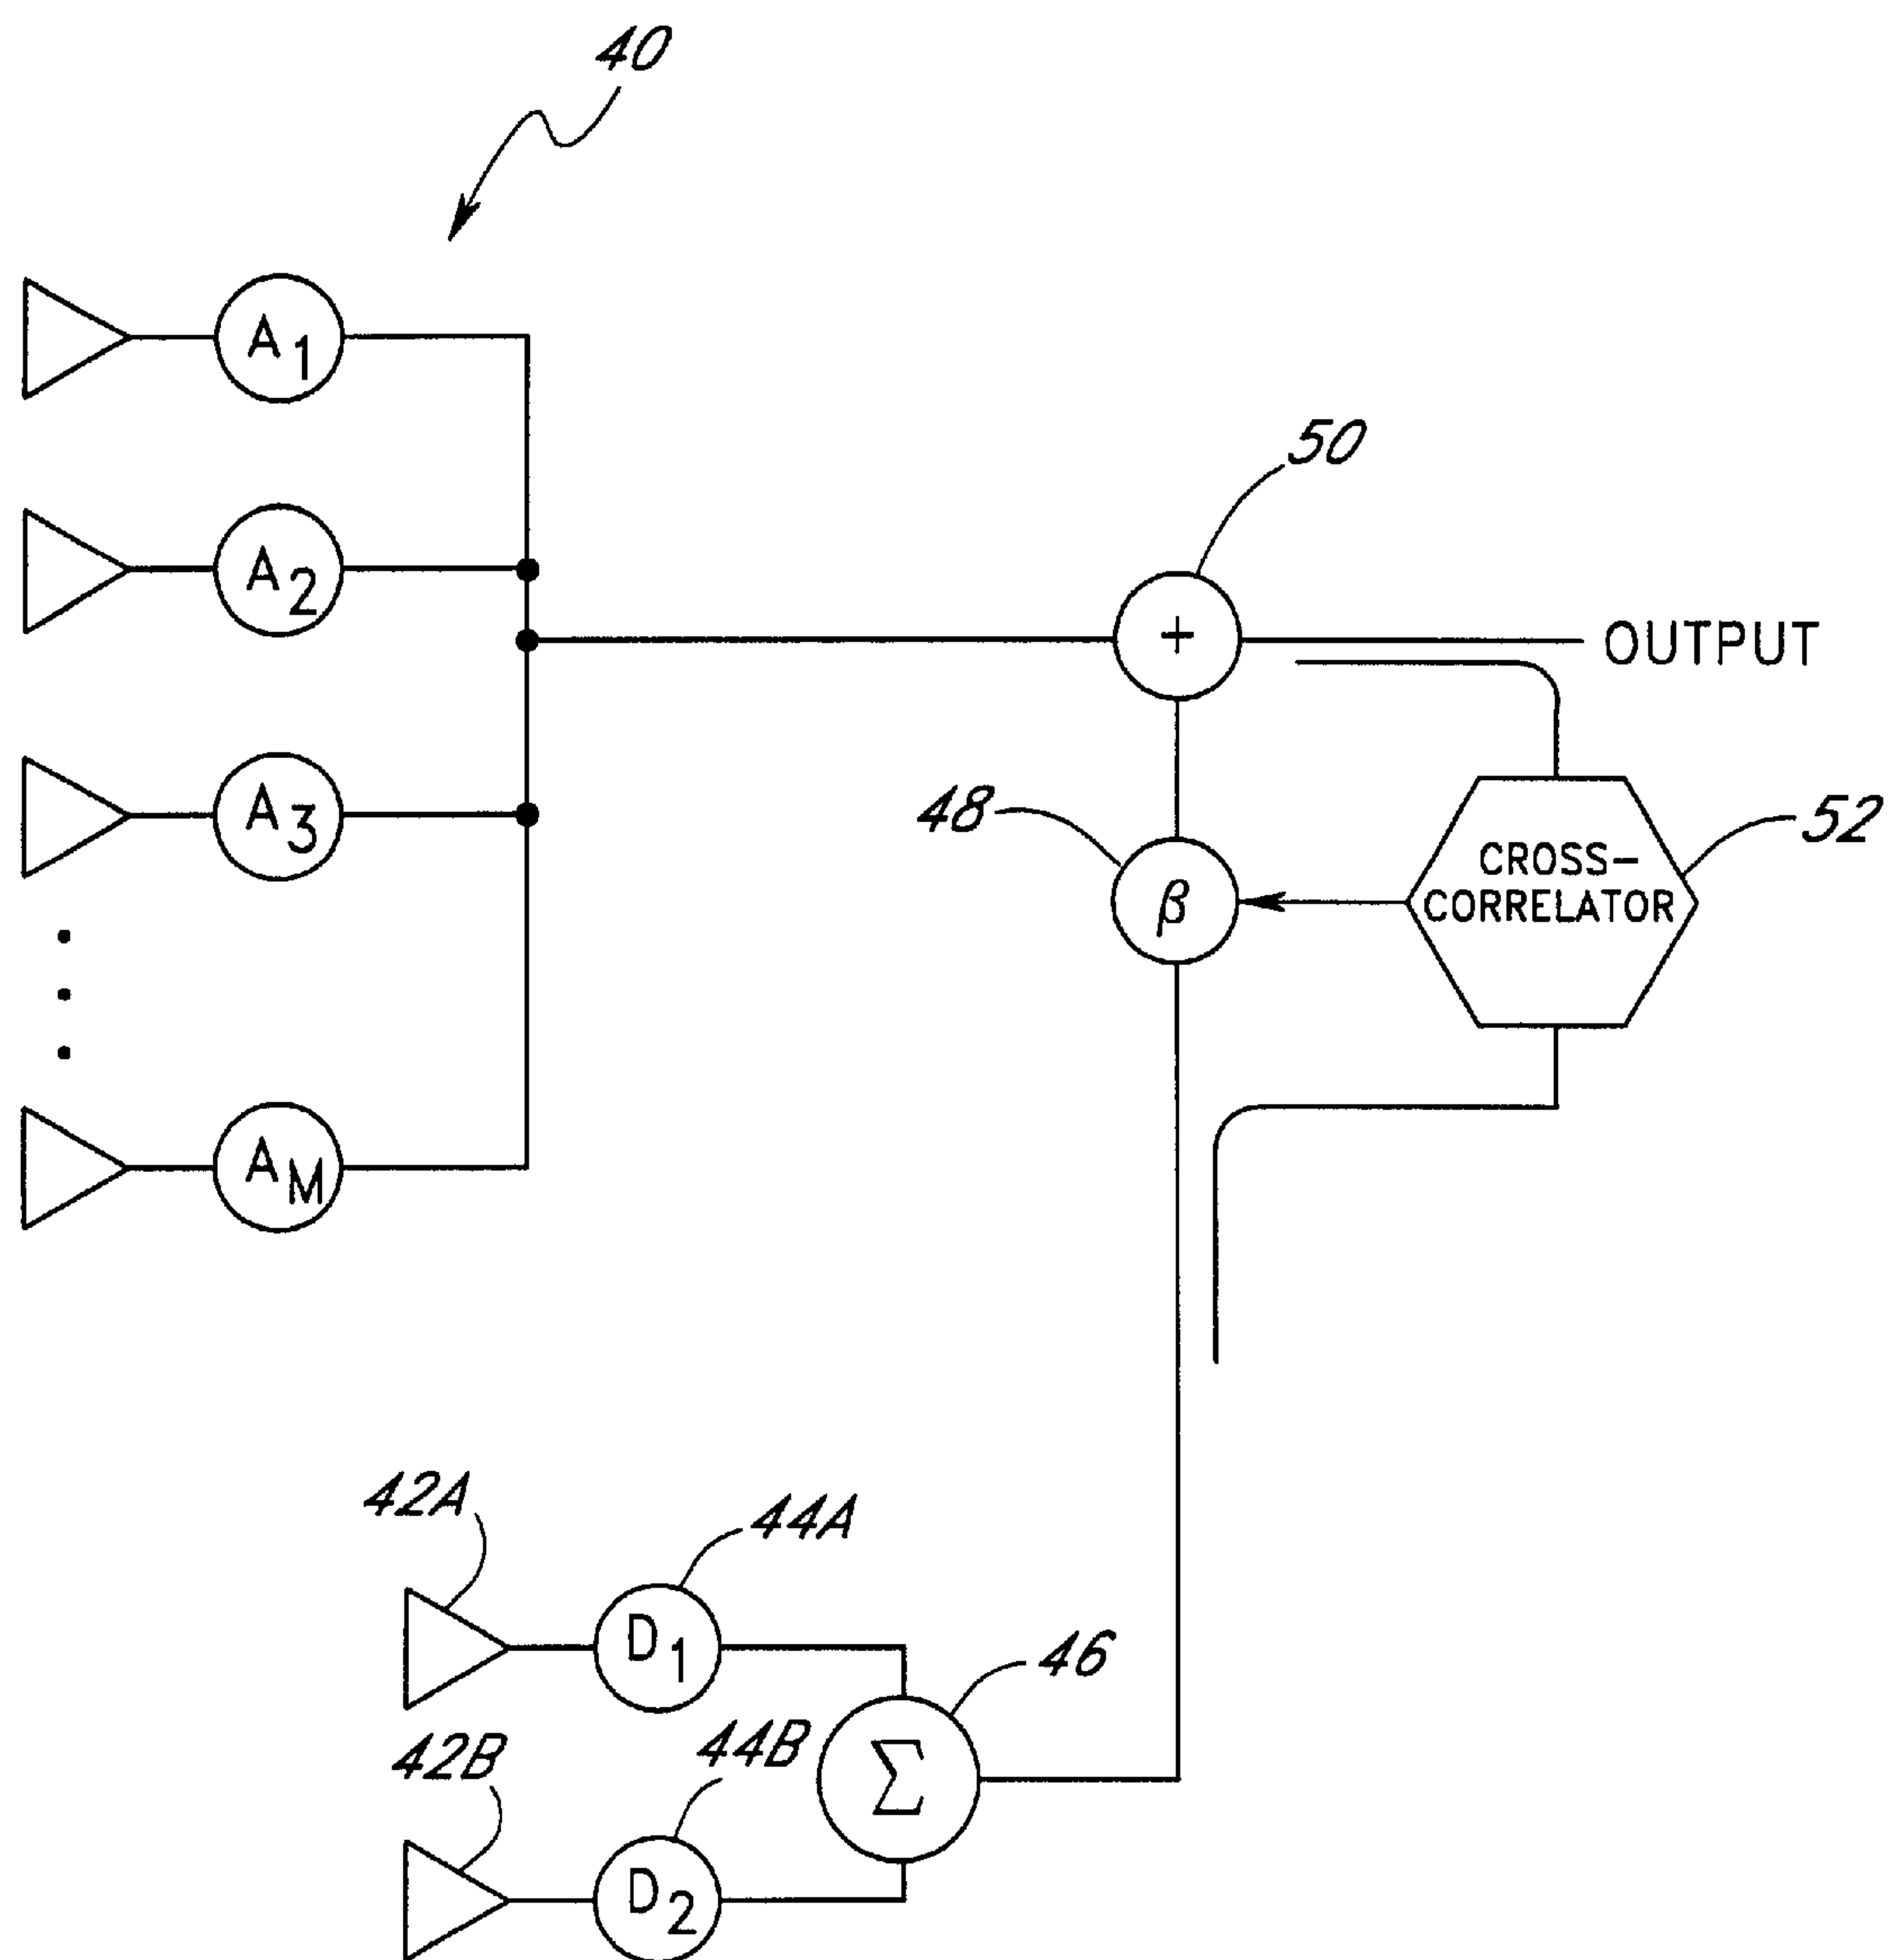 40
A1
A2
50
+
OUTPUT
A3
48
52
CROSS-
CORRELATOR
β
AM
42A
44A
D1
46
44B
42B
Σ
D2